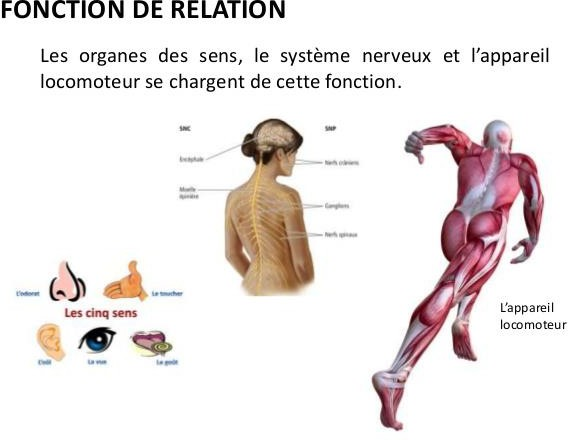 FONCTION DE RELATION
Les organes des sens, le système nerveux et l’appareil
locomoteur se chargent de cette fonction.
SNC
SNP
Encéphale
Nerfs crâniens
Moelle
épinière
Ganglions
Nerfs spinaux
L'odorat
Le toucher
Les cinq sens
La vue
Le goût
L’appareil
locomoteur